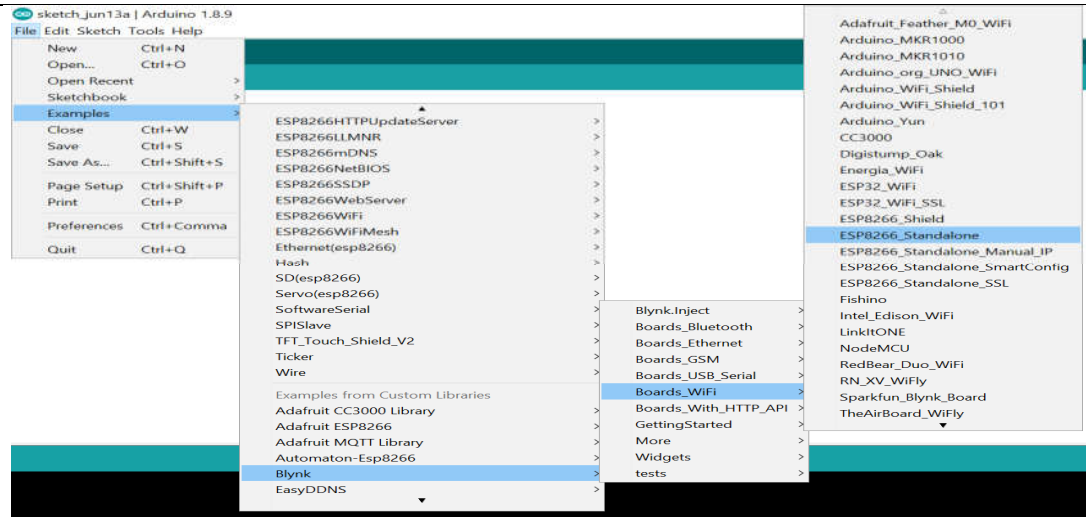 sketch_jun13a | Arduino 1.8.9
File Edit Sketch Tools Help
New Ctrl+N
Open... Ctrl+O
Open Recent >
Sketchbook >
Examples >
Close Ctrl+W
Save Ctrl+S
Save As... Ctrl+Shift+S
Page Setup Ctrl+Shift+P
Print Ctrl+P
Preferences Ctrl+Comma
Quit Ctrl+Q
ESP8266HTTPUpdateServer >
ESP8266LLMNR >
ESP8266mDNS >
ESP8266NetBIOS >
ESP8266SSDP >
ESP8266WebServer >
ESP8266WiFi >
ESP8266WiFiMesh >
Ethernet(esp8266) >
Hash >
SD(esp8266) >
Servo(esp8266) >
SoftwareSerial >
SPISlave >
TFT_Touch_Shield_V2 >
Ticker >
Wire >
Examples from Custom Libraries
Adafruit CC3000 Library >
Adafruit ESP8266 >
Adafruit MQTT Library >
Automaton-Esp8266 >
Blynk >
EasyDDNS >
Blynk.Inject >
Boards_Bluetooth >
Boards_Ethernet >
Boards_GSM >
Boards_USB_Serial >
Boards_WiFi >
Boards_With_HTTP_API >
GettingStarted >
More >
Widgets >
tests >
Adafruit_Feather_M0_WiFi
Arduino_MKR1000
Arduino_MKR1010
Arduino_org_UNO_WiFi
Arduino_WiFi_Shield
Arduino_WiFi_Shield_101
Arduino_Yun
CC3000
Digistump_Oak
Energia_WiFi
ESP32_WiFi
ESP32_WiFi_SSL
ESP8266_Shield
ESP8266_Standalone
ESP8266_Standalone_Manual_IP
ESP8266_Standalone_SmartConfig
ESP8266_Standalone_SSL
Fishino
Intel_Edison_WiFi
LinkItONE
NodeMCU
RedBear_Duo_WiFi
RN_XV_WiFly
Sparkfun_Blynk_Board
TheAirBoard_WiFly